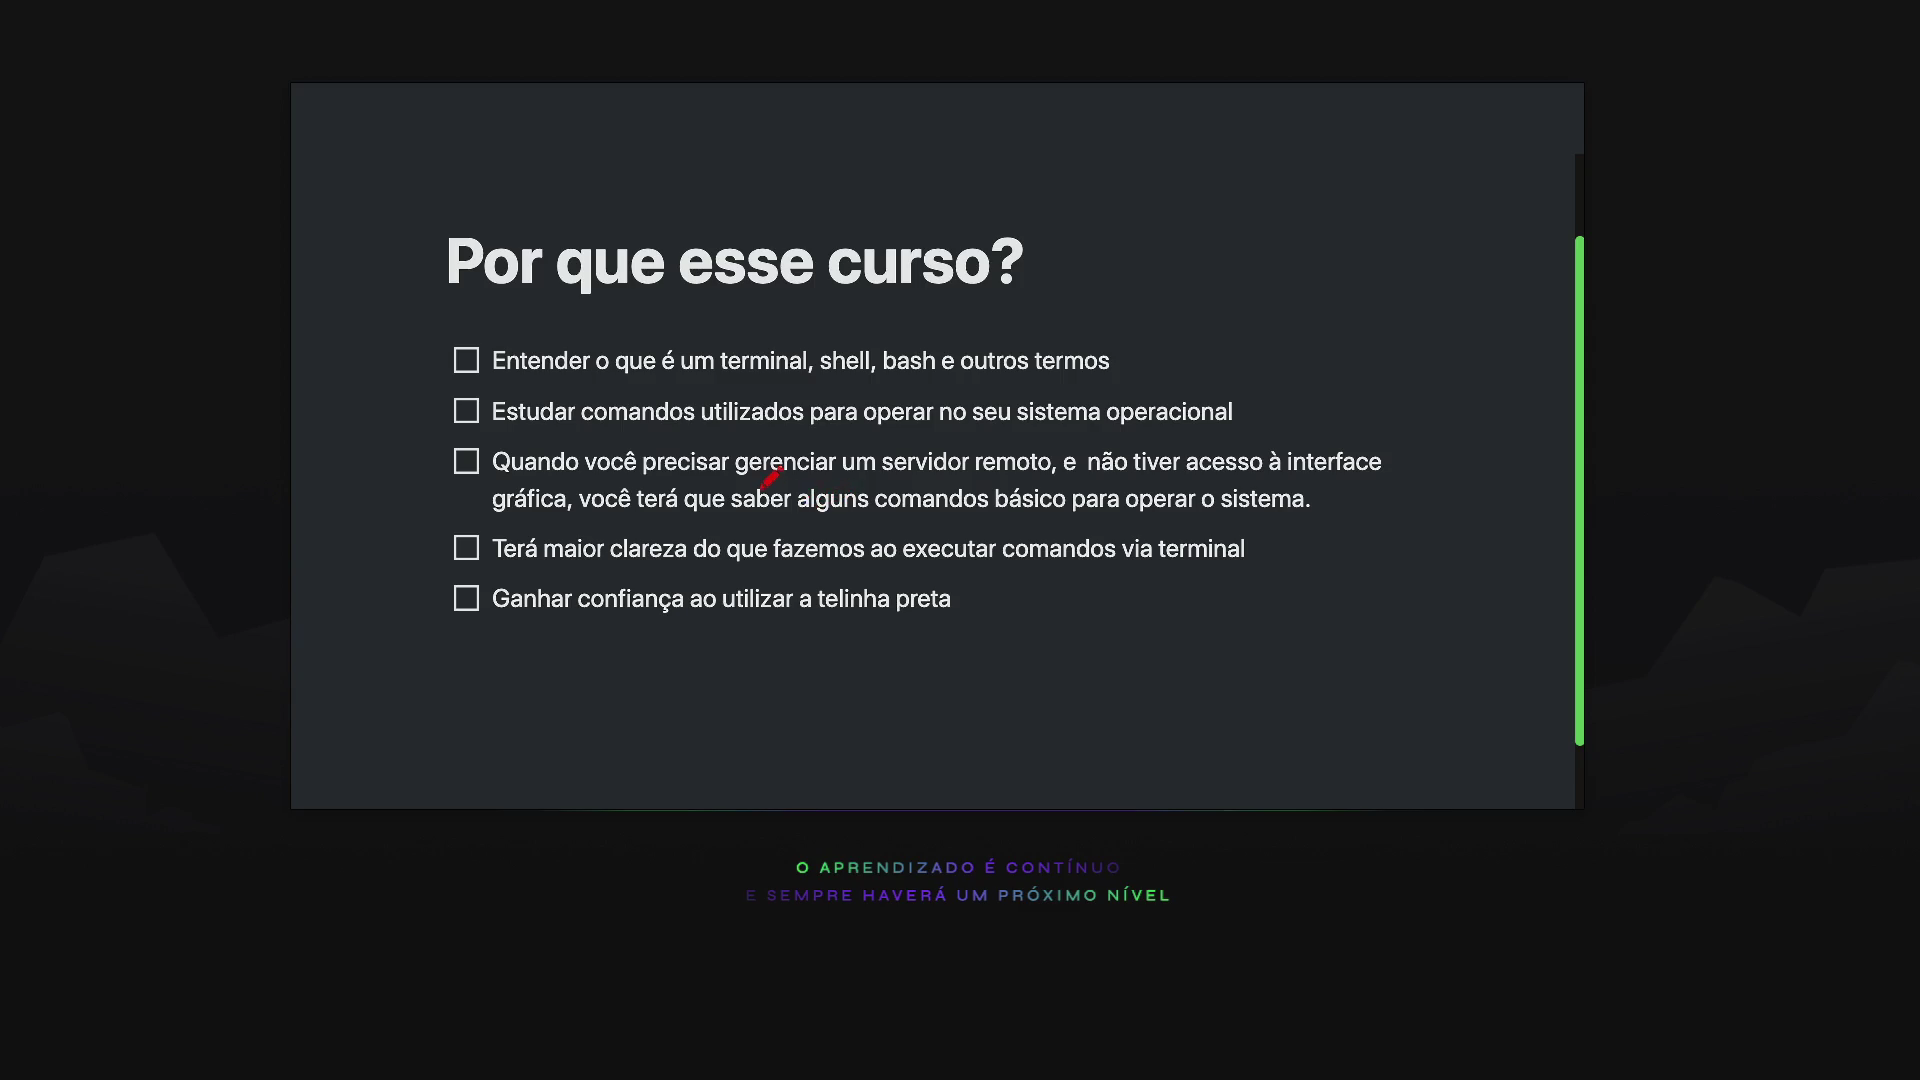 Por que esse curso?
Entender o que é um terminal, shell, bash e outros termos
Estudar comandos utilizados para operar no seu sistema operacional
Quando você precisar gerenciar um servidor remoto, e  não tiver acesso à interface
gráfica, você terá que saber alguns comandos básico para operar o sistema.
Terá maior clareza do que fazemos ao executar comandos via terminal
Ganhar confiança ao utilizar a telinha preta
O APRENDIZADO É CONTÍNUO
E SEMPRE HAVERÁ UM PRÓXIMO NÍVEL